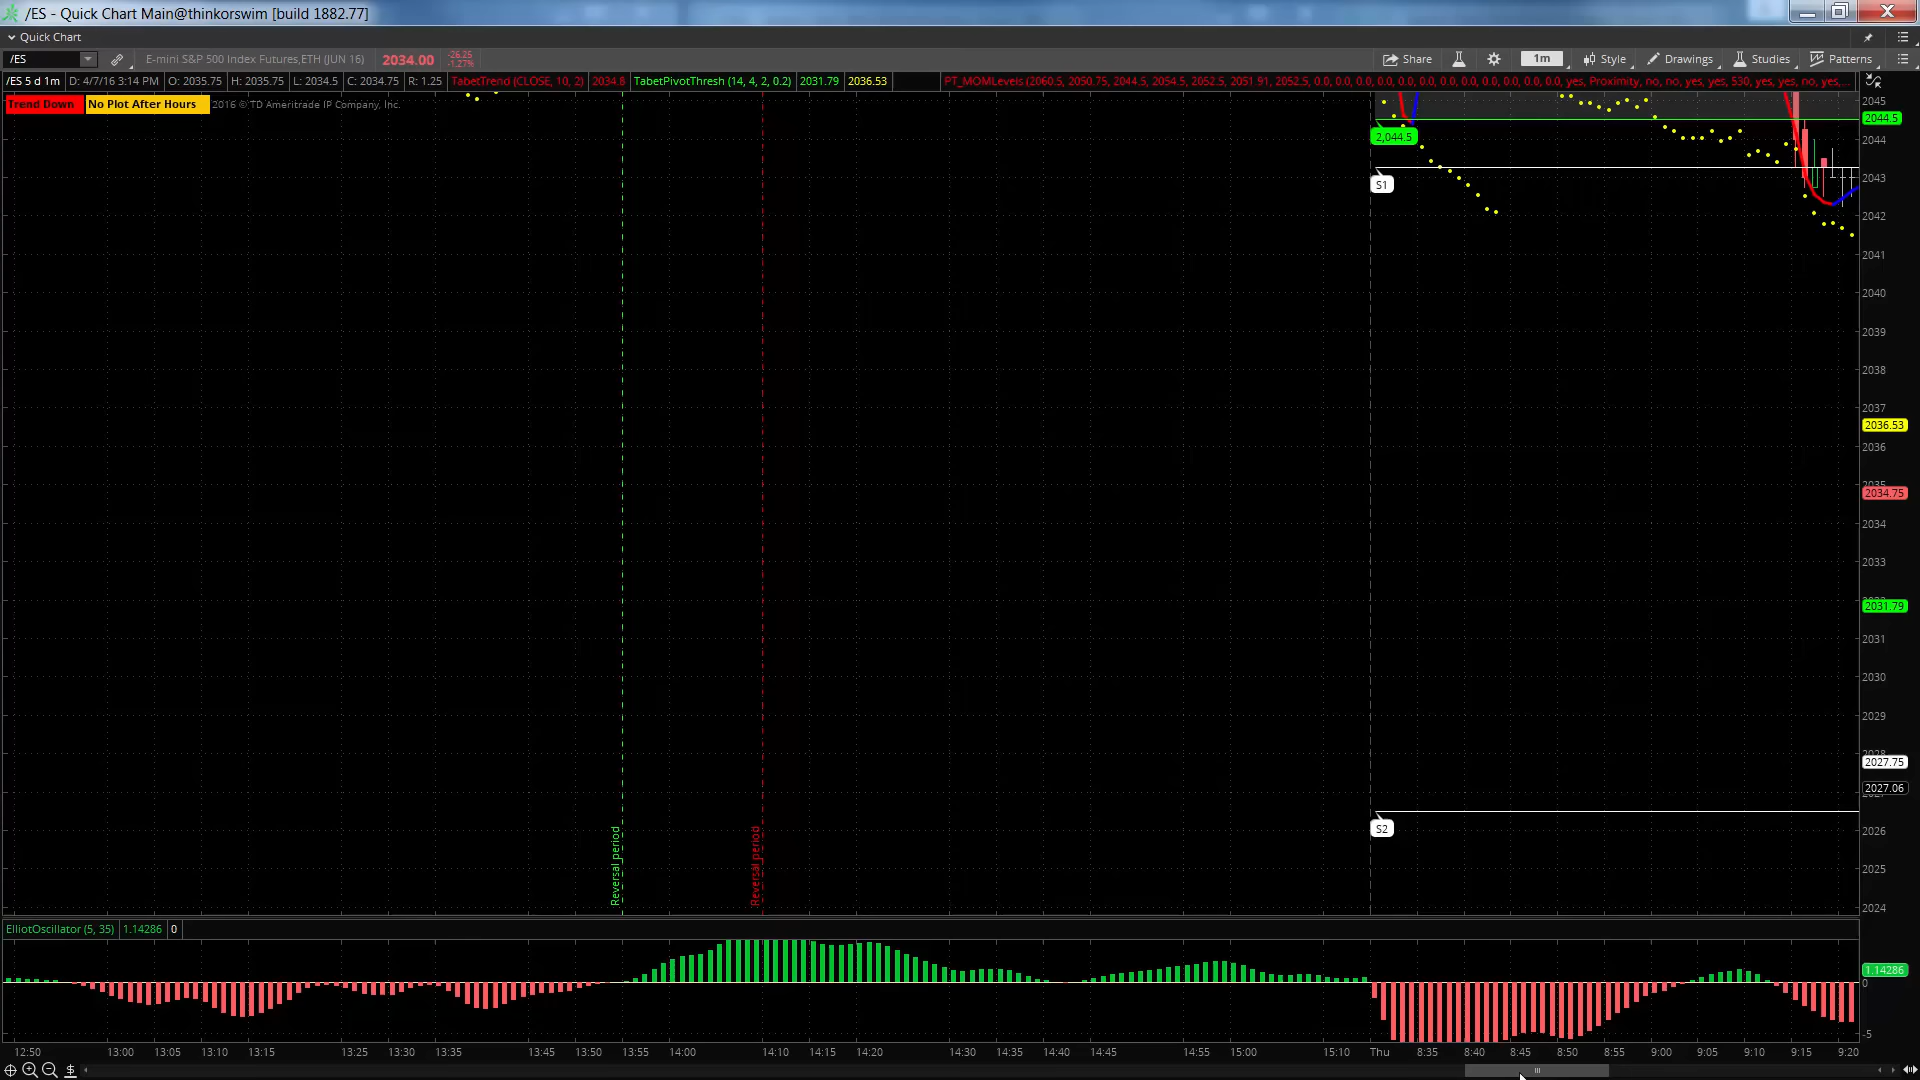 /ES - Quick Chart Main@thinkorswim [build 1882.77]
Quick Chart
/ES E-mini S&P 500 Index Futures,ETH (JUN 16) 2034.00 -26.25 -1.27% Share 1m Style Drawings Studies Patterns
/ES 5 d 1m D: 4/7/16 3:14 PM O: 2035.75 H: 2035.75 L: 2034.5 C: 2034.75 R: 1.25 TabetTrend (CLOSE, 10, 2) 2034.8 TabetPivotThresh (14, 4, 2, 0.2) 2031.79 2036.53 PT_MOMLevels (2060.5, 2050.75, 2044.5, 2054.5, 2052.5, 2051.91, 2052.5, 0.0, 0.0, 0.0, 0.0, 0.0, 0.0, 0.0, 0.0, 0.0, 0.0, 0.0, 0.0, yes, Proximity, no, no, yes, yes, 530, yes, yes, no, yes,...
Trend Down No Plot After Hours 2016 © TD Ameritrade IP Company, Inc.
2045
2044.5
2,044.5
2044
S1
2043
2042
2041
2040
2039
2038
2037
2036.53
2036
2035
2034.75
2034
2033
2031.79
2031
2030
2029
2028
2027.75
2027.06
S2
2026
2025
2024
Reversal period
Reversal period
ElliotOscillator (5, 35) 1.14286 0
1.14286
0
-5
12:50 13:00 13:05 13:10 13:15 13:25 13:30 13:35 13:45 13:50 13:55 14:00 14:10 14:15 14:20 14:30 14:35 14:40 14:45 14:55 15:00 15:10 Thu 8:35 8:40 8:45 8:50 8:55 9:00 9:05 9:10 9:15 9:20